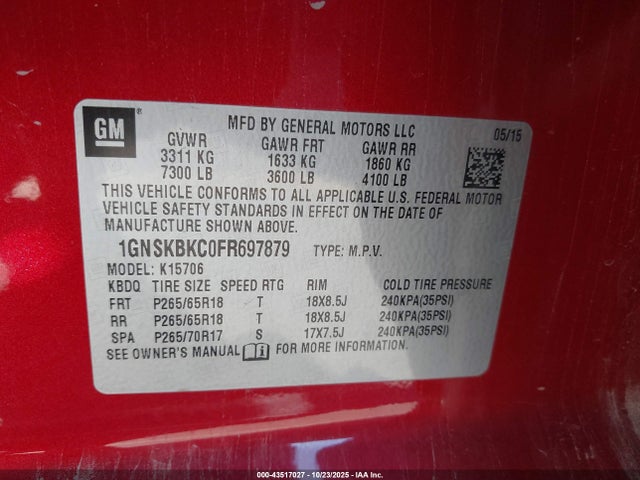 GM ®
MFD BY GENERAL MOTORS LLC 05/15
GVWR GAWR FRT GAWR RR
3311 KG 1633 KG 1860 KG
7300 LB 3600 LB 4100 LB
THIS VEHICLE CONFORMS TO ALL APPLICABLE U.S. FEDERAL MOTOR
VEHICLE SAFETY STANDARDS IN EFFECT ON THE DATE OF
MANUFACTURE SHOWN ABOVE.
1GNSKBKC0FR697879 TYPE: M.P.V.
MODEL: K15706
KBDQ TIRE SIZE SPEED RTG RIM COLD TIRE PRESSURE
FRT P265/65R18 T 18X8.5J 240KPA(35PSI)
RR P265/65R18 T 18X8.5J 240KPA(35PSI)
SPA P265/70R17 S 17X7.5J 240KPA(35PSI)
SEE OWNER'S MANUAL i FOR MORE INFORMATION.
000-43517027 - 10/23/2025 - IAA Inc.